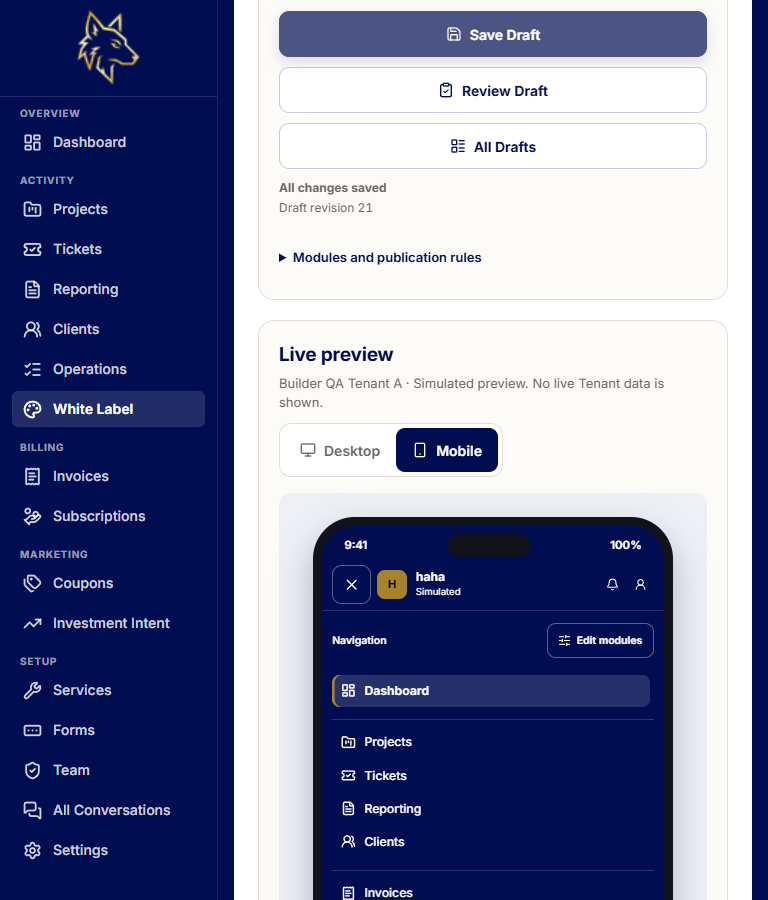 OVERVIEW
Dashboard
ACTIVITY
Projects
Tickets
Reporting
Clients
Operations
White Label
BILLING
Invoices
Subscriptions
MARKETING
Coupons
Investment Intent
SETUP
Services
Forms
Team
All Conversations
Settings
Save Draft
Review Draft
All Drafts
All changes saved
Draft revision 21
Modules and publication rules
Live preview
Builder QA Tenant A · Simulated preview. No live Tenant data is
shown.
Desktop
Mobile
9:41
100%
H
haha
Simulated
Navigation
Edit modules
Dashboard
Projects
Tickets
Reporting
Clients
Invoices